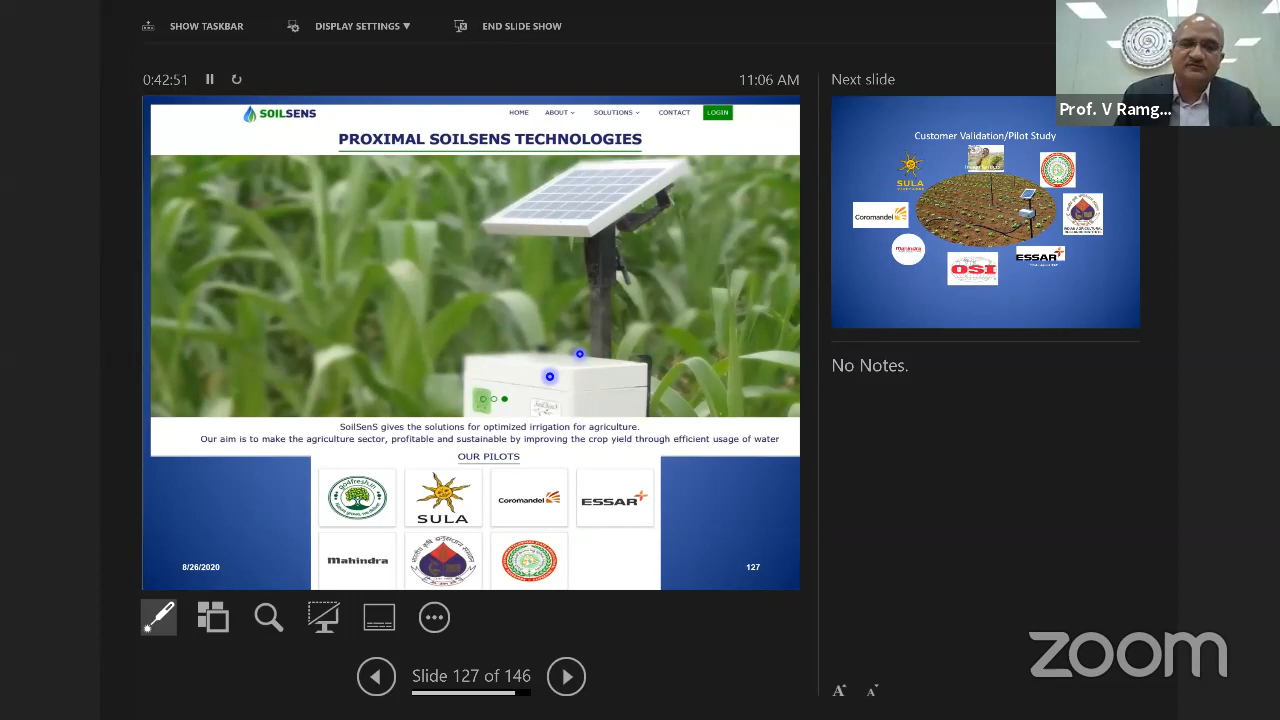 SHOW TASKBAR
DISPLAY SETTINGS ▼
END SLIDE SHOW
0:42:51
11:06 AM
Next slide
Prof. V Ramg...
SOILSENS
HOME
ABOUT
SOLUTIONS
CONTACT
LOGIN
PROXIMAL SOILSENS TECHNOLOGIES
SoilSenS gives the solutions for optimized irrigation for agriculture.
Our aim is to make the agriculture sector, profitable and sustainable by improving the crop yield through efficient usage of water
OUR PILOTS
go4fresh.in
SULA
Coromandel
ESSAR
Mahindra
8/26/2020
127
Customer Validation/Pilot Study
SULA
Coromandel
Mahindra
OSI
ESSAR
No Notes.
Slide 127 of 146
zoom
A A